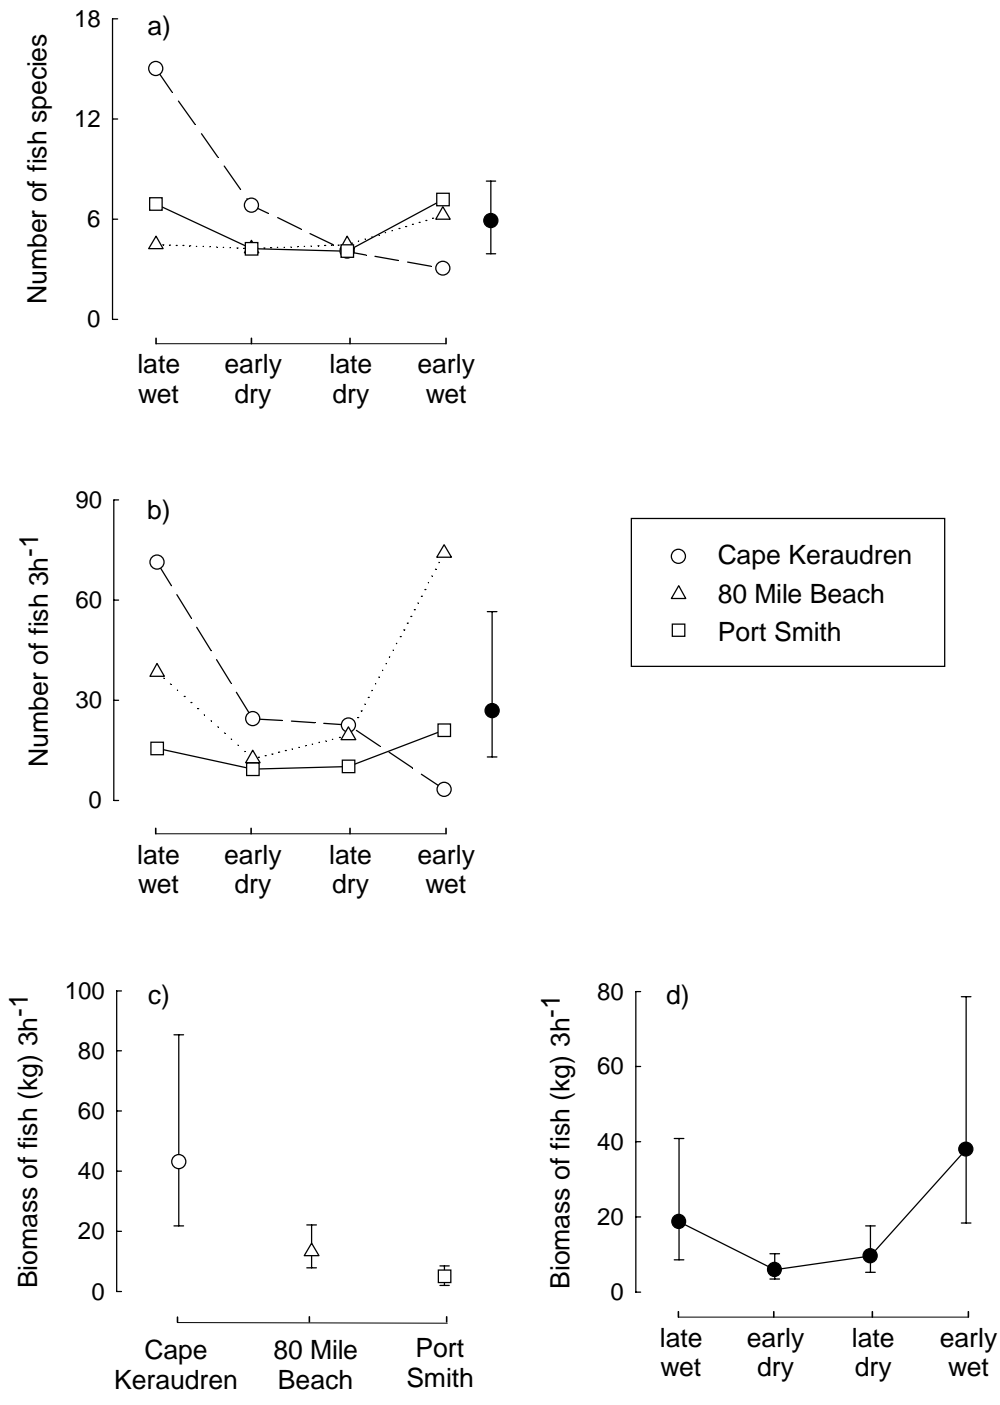 a)
Number of fish species
18
12
6
0
late early late early
wet dry dry wet
b)
Number of fish 3h-1
90
60
30
0
late early late early
wet dry dry wet
Cape Keraudren
80 Mile Beach
Port Smith
c)
Biomass of fish (kg) 3h-1
100
80
60
40
20
0
Cape 80 Mile Port
Keraudren Beach Smith
d)
Biomass of fish (kg) 3h-1
80
60
40
20
0
late early late early
wet dry dry wet